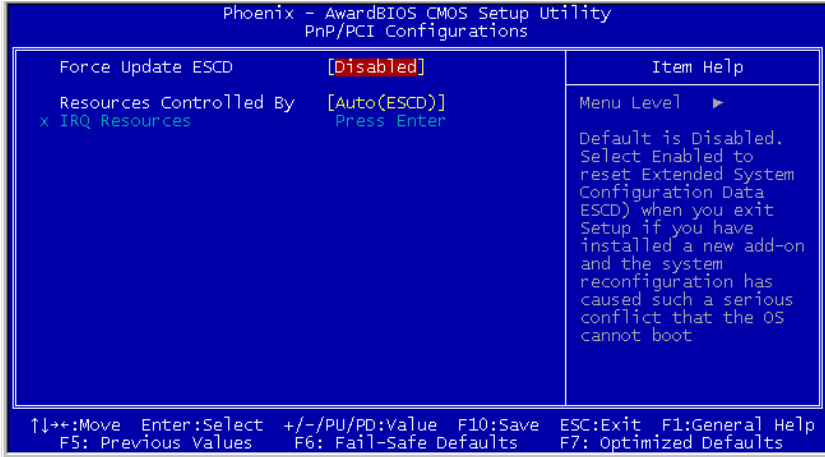 Phoenix - AwardBIOS CMOS Setup Utility
PnP/PCI Configurations
Force Update ESCD [Disabled]
Resources Controlled By [Auto(ESCD)]
x IRQ Resources Press Enter
Item Help
Menu Level ►
Default is Disabled.
Select Enabled to
reset Extended System
Configuration Data
ESCD) when you exit
Setup if you have
installed a new add-on
and the system
reconfiguration has
caused such a serious
conflict that the OS
cannot boot
↑↓→←:Move Enter:Select +/-/PU/PD:Value F10:Save ESC:Exit F1:General Help
F5: Previous Values F6: Fail-Safe Defaults F7: Optimized Defaults